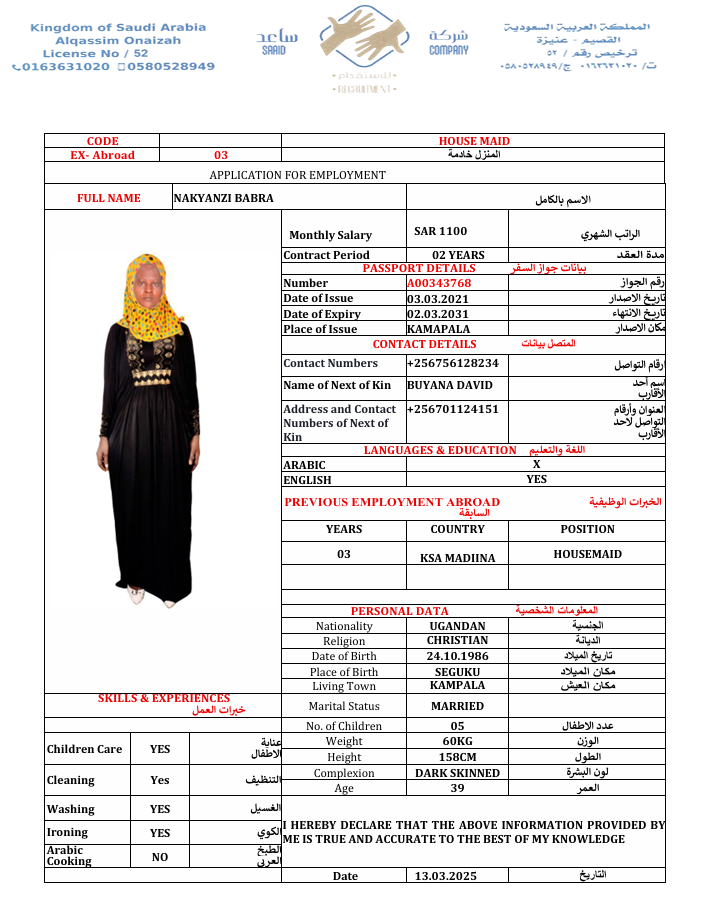 Kingdom of Saudi Arabia
Alqassim Onaizah
License No / 52
0163631020 0580528949
ساعد
SAAID
شركة
COMPANY
للاستقدام
RECRUITMENT
المملكة العربية السعودية
القصيم - عنيزة
ترخيص رقم / ٥٢
ت/ ٠١٦٣٦٣١٠٢٠ ج/٠٥٨٠٥٢٨٩٤٩
CODE HOUSE MAID
EX- Abroad 03 المنزل خادمة
APPLICATION FOR EMPLOYMENT
FULL NAME NAKYANZI BABRA الاسم بالكامل
Monthly Salary SAR 1100 الراتب الشهري
Contract Period 02 YEARS مدة العقد
PASSPORT DETAILS بيانات جواز السفر
Number A00343768 رقم الجواز
Date of Issue 03.03.2021 تاريخ الاصدار
Date of Expiry 02.03.2031 تاريخ الانتهاء
Place of Issue KAMAPALA مكان الاصدار
CONTACT DETAILS المتصل بيانات
Contact Numbers +256756128234 ارقام التواصل
Name of Next of Kin BUYANA DAVID اسم أحد الأقارب
Address and Contact Numbers of Next of Kin +256701124151 العنوان وأرقام التواصل لاحد الأقارب
LANGUAGES & EDUCATION اللغة والتعليم
ARABIC X
ENGLISH YES
PREVIOUS EMPLOYMENT ABROAD الخبرات الوظيفية
السابقة
YEARS COUNTRY POSITION
03 KSA MADIINA HOUSEMAID
PERSONAL DATA المعلومات الشخصية
Nationality UGANDAN الجنسية
Religion CHRISTIAN الديانة
Date of Birth 24.10.1986 تاريخ الميلاد
Place of Birth SEGUKU مكان الميلاد
Living Town KAMPALA مكان العيش
Marital Status MARRIED
No. of Children 05 عدد الاطفال
Weight 60KG الوزن
Height 158CM الطول
Complexion DARK SKINNED لون البشرة
Age 39 العمر
SKILLS & EXPERIENCES
خبرات العمل
Children Care YES عناية الاطفال
Cleaning Yes التنظيف
Washing YES الغسيل
Ironing YES الكوي
Arabic Cooking NO الطبخ العربي
I HEREBY DECLARE THAT THE ABOVE INFORMATION PROVIDED BY
ME IS TRUE AND ACCURATE TO THE BEST OF MY KNOWLEDGE
Date 13.03.2025 التاريخ